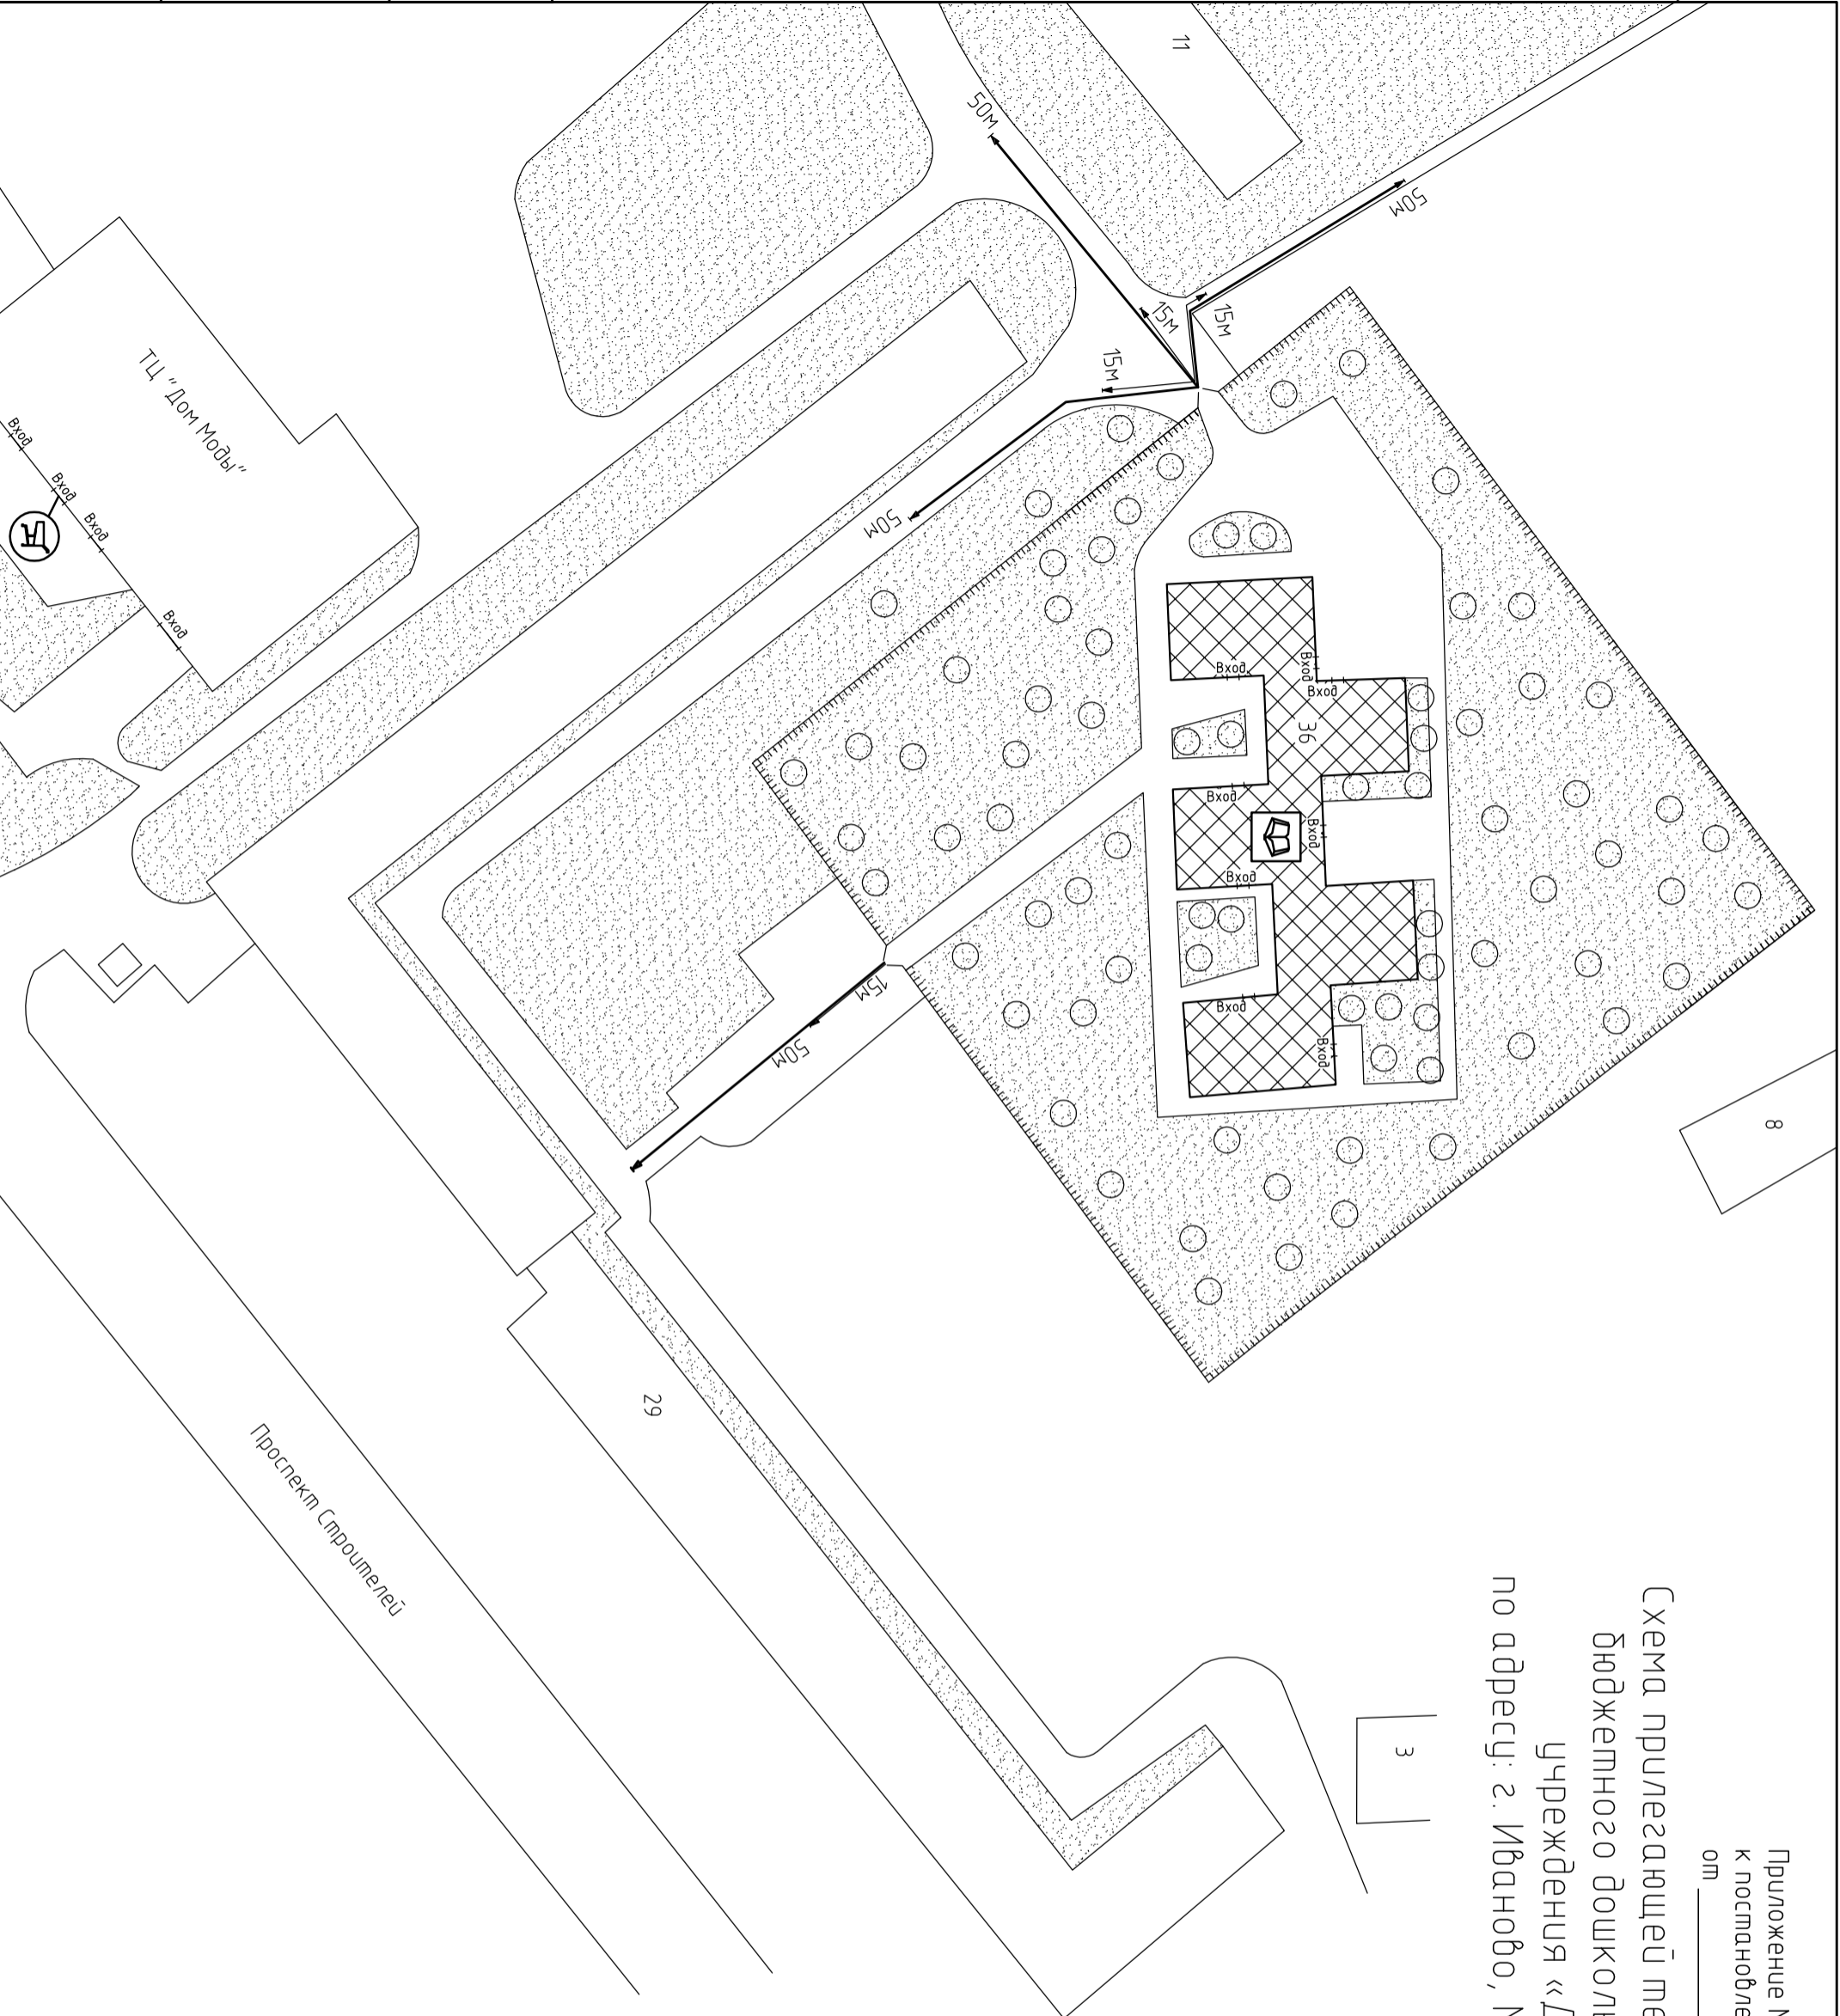 Приложение
к постановле
от
Схема прилегающей те
бюджетного дошколь
учреждения «Д
по адресу: г. Иваново,
11
50м
50м
15м
15м
15м
50м
ТЦ "Дом Моды"
Вход
Вход
Вход
Вход
Вход
Вход
Вход
36
Вход
Вход
Вход
Вход
Вход
15м
50м
8
29
3
Проспект Строителей